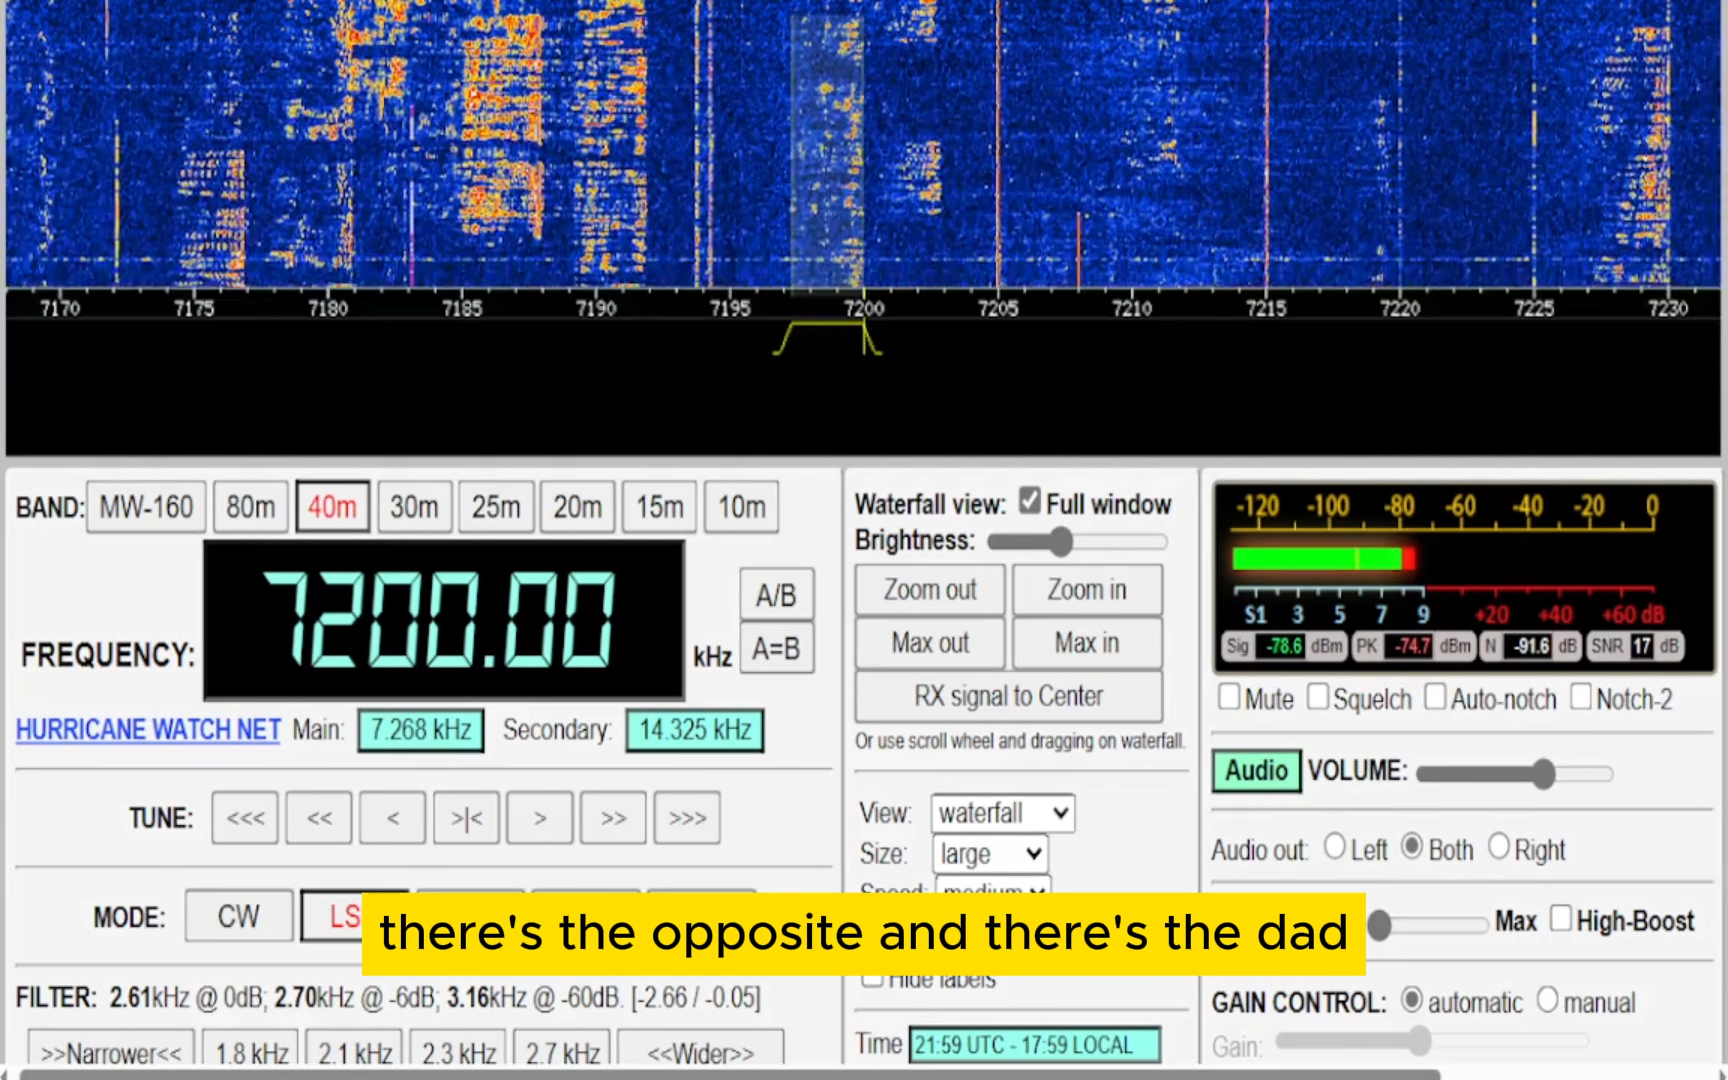 7170 7175 7180 7185 7190 7195 7200 7205 7210 7215 7220 7225 7230
BAND: MW-160 80m 40m 30m 25m 20m 15m 10m
FREQUENCY: 7200.00 kHz A/B A=B
HURRICANE WATCH NET Main: 7.268 kHz Secondary: 14.325 kHz
TUNE: <<< << < >|< > >> >>>
MODE: CW LS
FILTER: 2.61kHz @ 0dB; 2.70kHz @ -6dB; 3.16kHz @ -60dB. [-2.66 / -0.05]
>>Narrower<< 1.8 kHz 2.1 kHz 2.3 kHz 2.7 kHz <<Wider>>
Waterfall view: Full window
Brightness:
Zoom out Zoom in
Max out Max in
RX signal to Center
Or use scroll wheel and dragging on waterfall.
View: waterfall
Size: large
Speed: medium
there's the opposite and there's the dad
Hide labels
Time 21:59 UTC - 17:59 LOCAL
-120 -100 -80 -60 -40 -20 0
S1 3 5 7 9 +20 +40 +60 dB
Sig -78.6 dBm PK -74.7 dBm N -91.6 dB SNR 17 dB
Mute Squelch Auto-notch Notch-2
Audio VOLUME:
Audio out: Left Both Right
Max High-Boost
GAIN CONTROL: automatic manual
Gain: